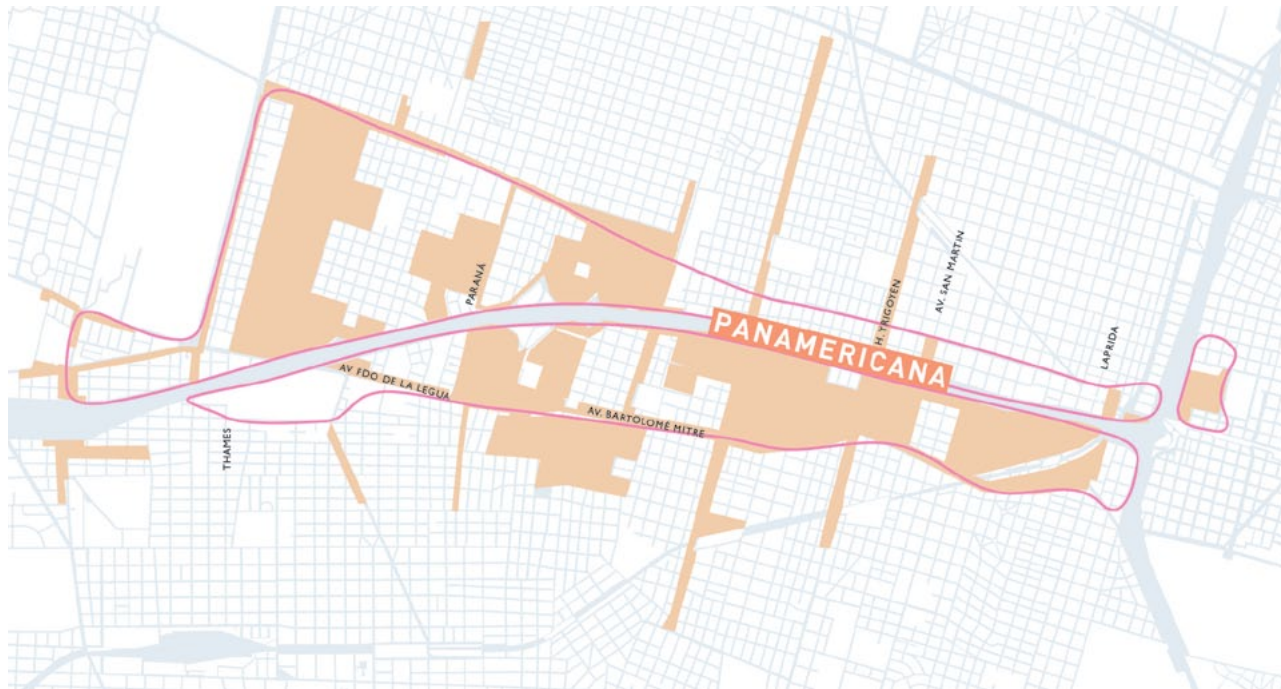 PANAMERICANA
PARANÁ
H. YRIGOYEN
AV. SAN MARTIN
LAPRIDA
AV FDO DE LA LEGUA
AV. BARTOLOMÉ MITRE
THAMES